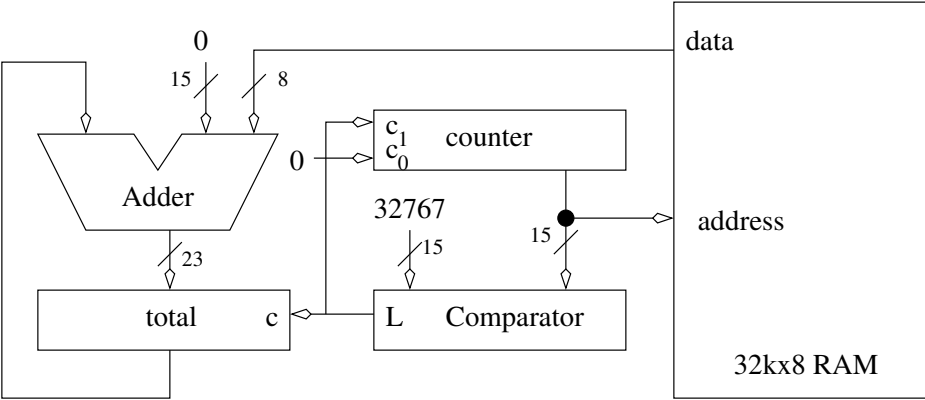 0
15
8
data
c1
c0
counter
0
Adder
32767
15
15
address
23
total
c
L
Comparator
32kx8 RAM